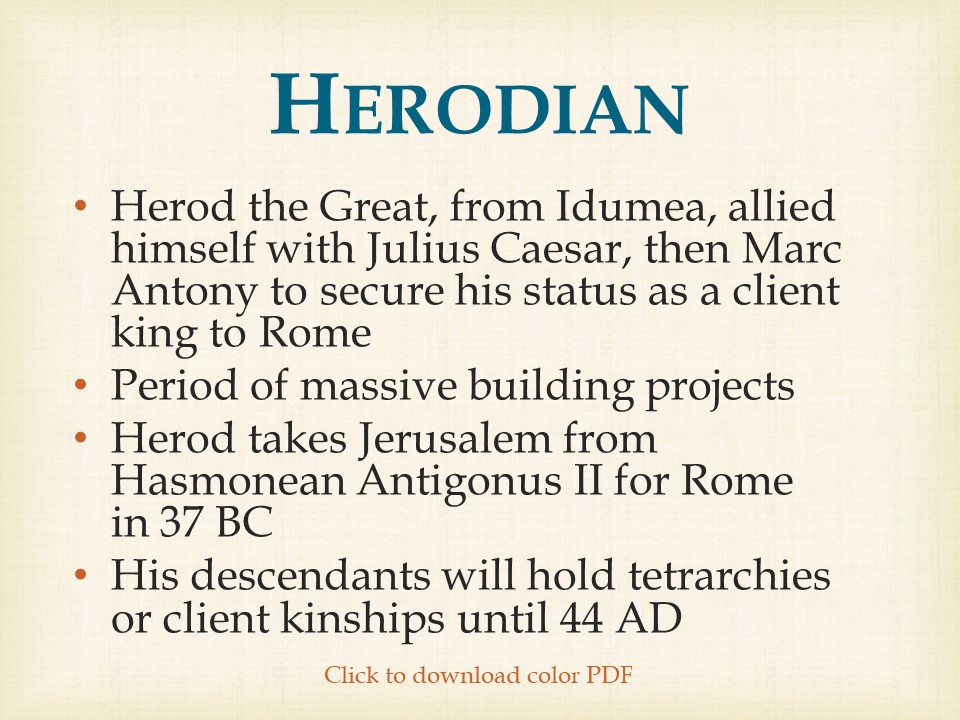 HERODIAN
• Herod the Great, from Idumea, allied
himself with Julius Caesar, then Marc
Antony to secure his status as a client
king to Rome
• Period of massive building projects
• Herod takes Jerusalem from
Hasmonean Antigonus II for Rome
in 37 BC
• His descendants will hold tetrarchies
or client kinships until 44 AD
Click to download color PDF